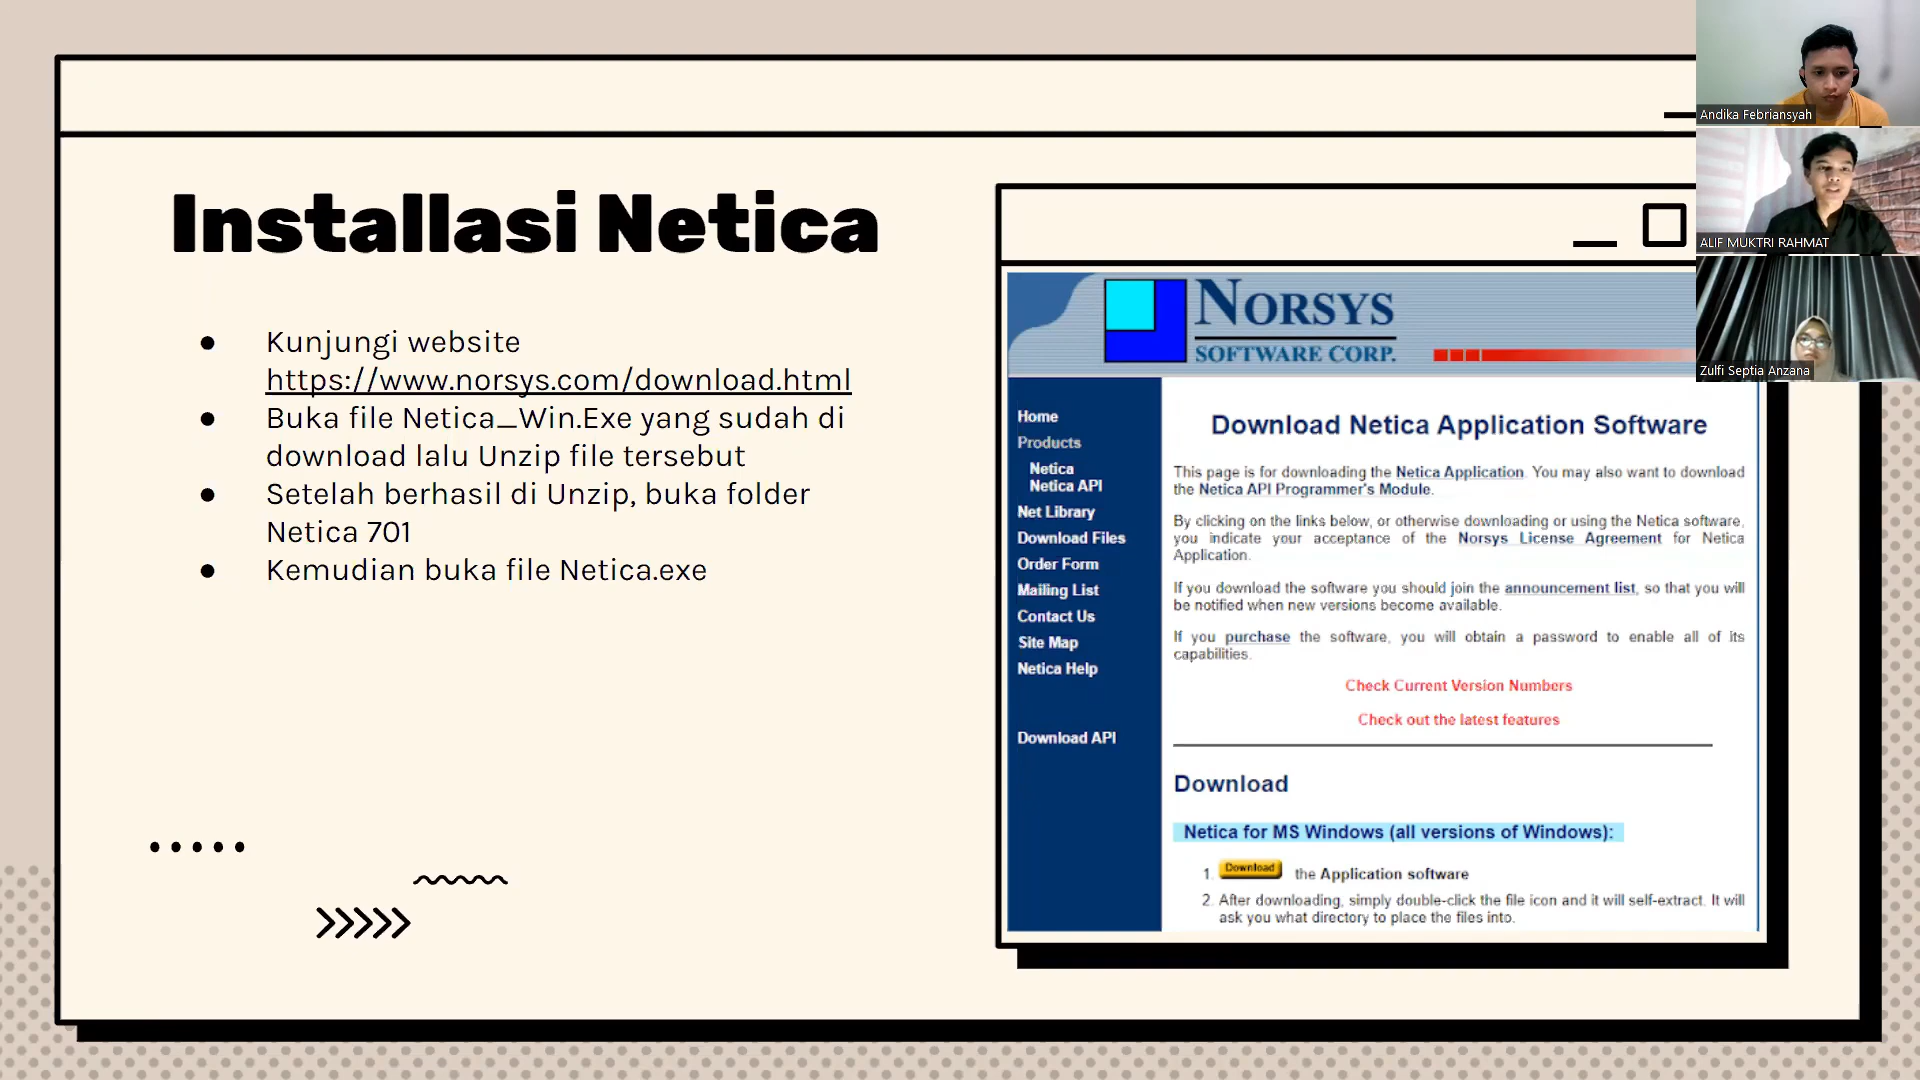 Installasi Netica
● Kunjungi website
https://www.norsys.com/download.html
● Buka file Netica_Win.Exe yang sudah di
download lalu Unzip file tersebut
● Setelah berhasil di Unzip, buka folder
Netica 701
● Kemudian buka file Netica.exe
NORSYS
SOFTWARE CORP.
Home
Products
Netica
Netica API
Net Library
Download Files
Order Form
Mailing List
Contact Us
Site Map
Netica Help
Download API
Download Netica Application Software
This page is for downloading the Netica Application. You may also want to download
the Netica API Programmer's Module.
By clicking on the links below, or otherwise downloading or using the Netica software,
you indicate your acceptance of the Norsys License Agreement for Netica
Application.
If you download the software you should join the announcement list, so that you will
be notified when new versions become available.
If you purchase the software, you will obtain a password to enable all of its
capabilities.
Check Current Version Numbers
Check out the latest features
Download
Netica for MS Windows (all versions of Windows):
1. Download the Application software
2. After downloading, simply double-click the file icon and it will self-extract. It will
ask you what directory to place the files into.
Andika Febriansyah
ALIF MUKTRI RAHMAT
Zulfi Septia Anzana